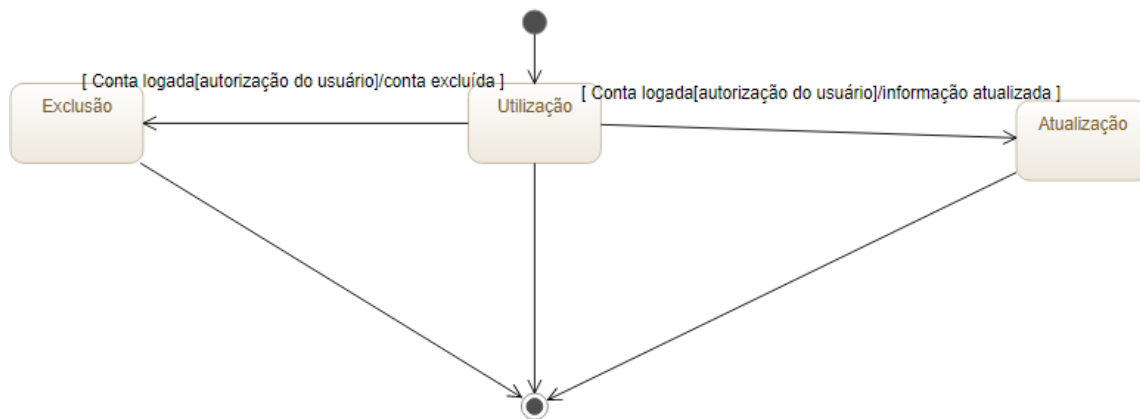 [ Conta logada[autorização do usuário]/conta excluída ]
[ Conta logada[autorização do usuário]/informação atualizada ]
Exclusão
Utilização
Atualização